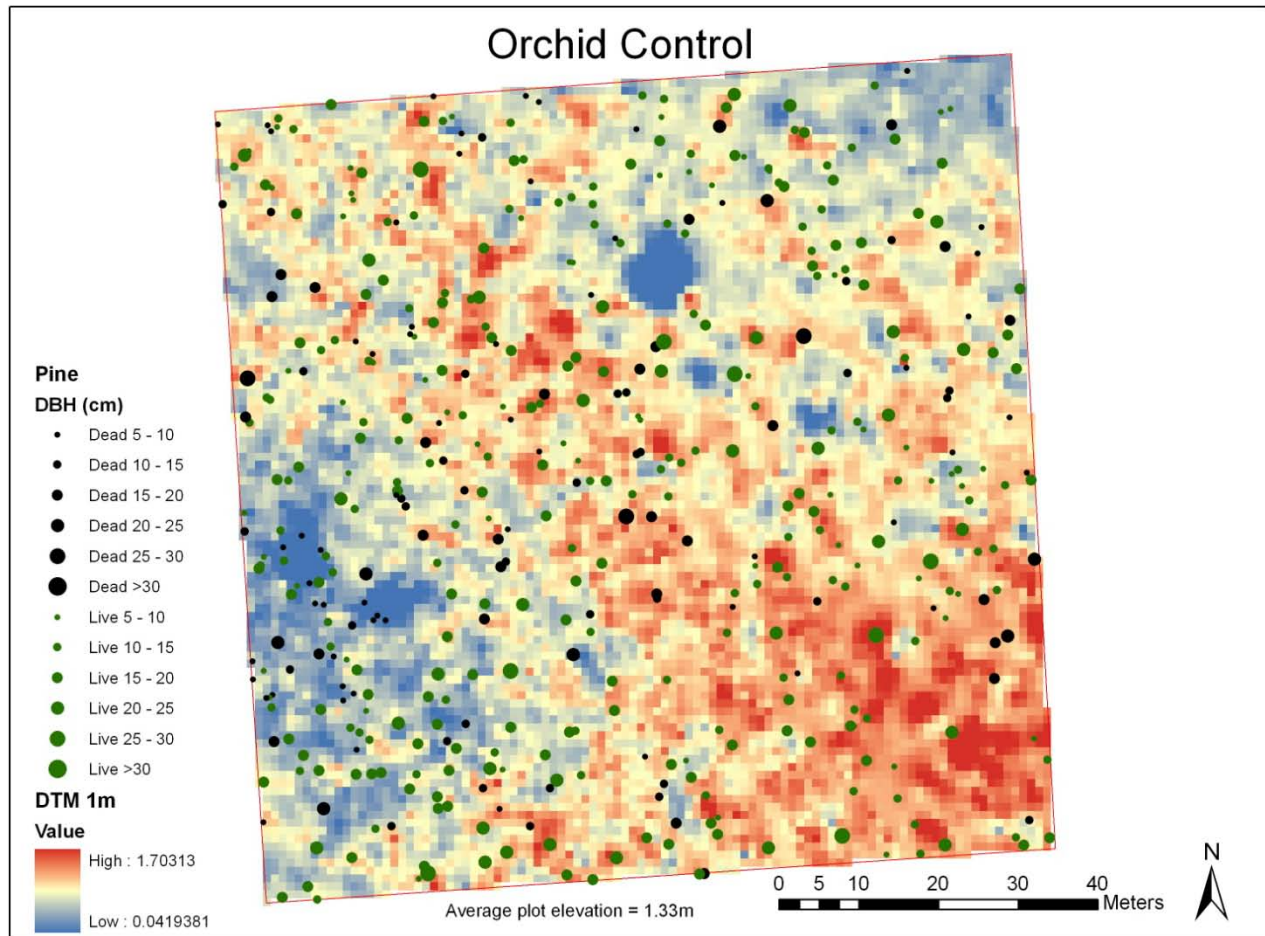 Orchid Control
Pine
DBH (cm)
Dead 5 - 10
Dead 10 - 15
Dead 15 - 20
Dead 20 - 25
Dead 25 - 30
Dead >30
Live 5 - 10
Live 10 - 15
Live 15 - 20
Live 20 - 25
Live 25 - 30
Live >30
DTM 1m
Value
High : 1.70313
Low : 0.0419381
Average plot elevation = 1.33m
0 5 10 20 30 40
Meters
N